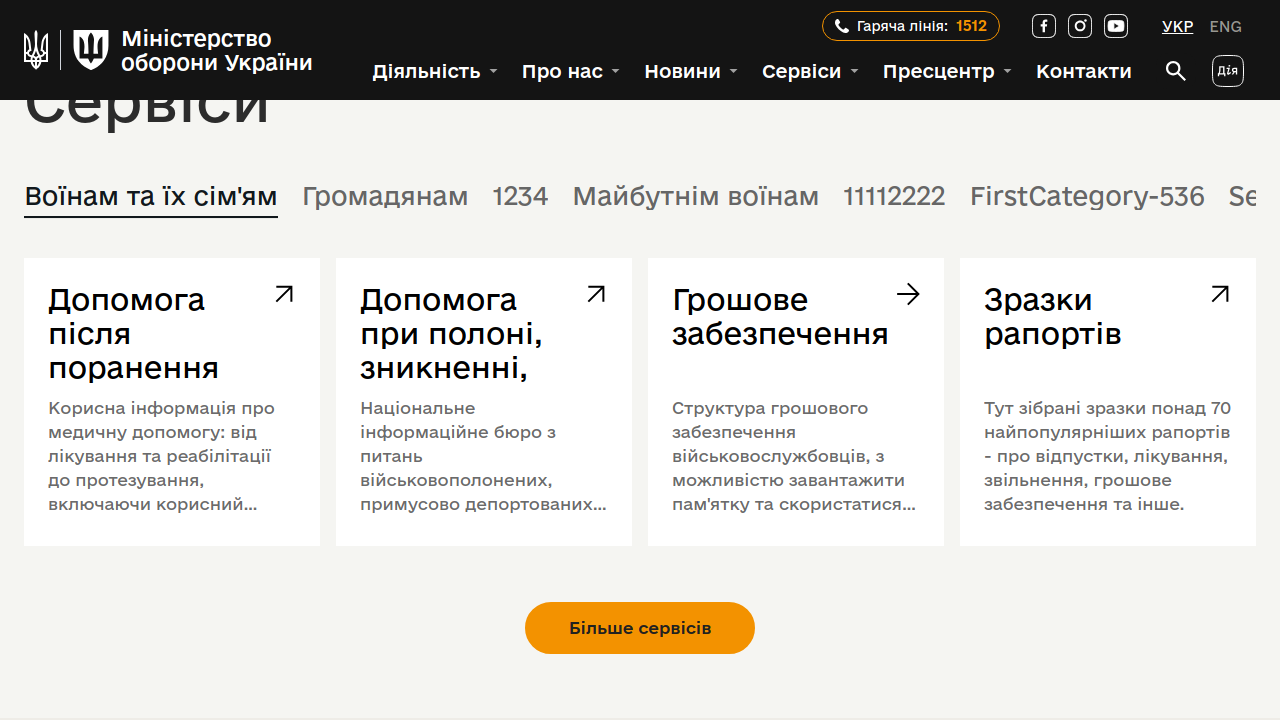 Міністерство
оборони України
Гаряча лінія: 1512
УКР ENG
Діяльність Про нас Новини Сервіси Пресцентр Контакти
Дія
Сервіси
Воїнам та їх сім'ям Громадянам 1234 Майбутнім воїнам 11112222 FirstCategory-536 Se
Допомога
після
поранення
Корисна інформація про
медичну допомогу: від
лікування та реабілітації
до протезування,
включаючи корисний...
Допомога
при полоні,
зникненні,
Національне
інформаційне бюро з
питань
військовополонених,
примусово депортованих...
Грошове
забезпечення
Структура грошового
забезпечення
військовослужбовців, з
можливістю завантажити
пам'ятку та скористатися...
Зразки
рапортів
Тут зібрані зразки понад 70
найпопулярніших рапортів
- про відпустки, лікування,
звільнення, грошове
забезпечення та інше.
Більше сервісів